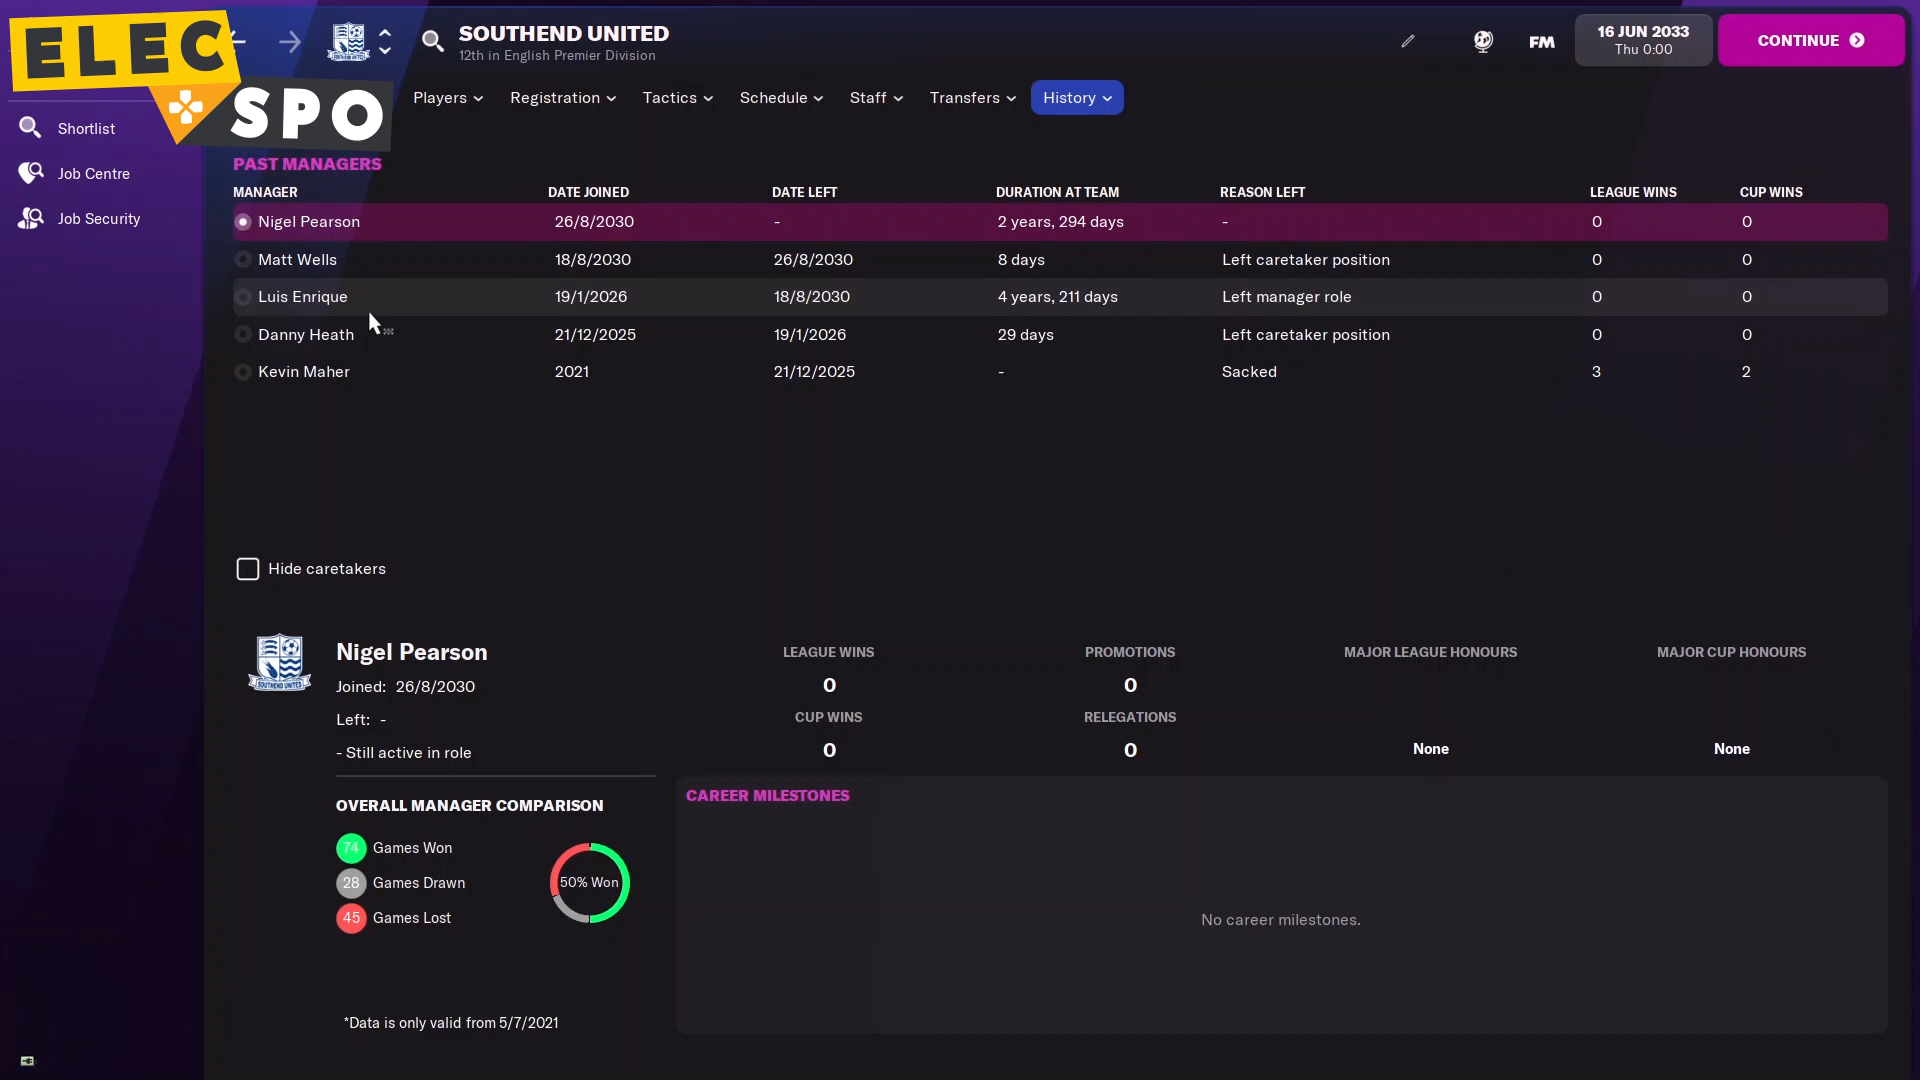 ELEC
SPO
SOUTHEND UNITED
12th in English Premier Division
FM
16 JUN 2033
Thu 0:00
CONTINUE
Players
Registration
Tactics
Schedule
Staff
Transfers
History
Shortlist
Job Centre
Job Security
PAST MANAGERS
MANAGER DATE JOINED DATE LEFT DURATION AT TEAM REASON LEFT LEAGUE WINS CUP WINS
Nigel Pearson 26/8/2030 - 2 years, 294 days - 0 0
Matt Wells 18/8/2030 26/8/2030 8 days Left caretaker position 0 0
Luis Enrique 19/1/2026 18/8/2030 4 years, 211 days Left manager role 0 0
Danny Heath 21/12/2025 19/1/2026 29 days Left caretaker position 0 0
Kevin Maher 2021 21/12/2025 - Sacked 3 2
Hide caretakers
SOUTHEND UNITED
Nigel Pearson
Joined: 26/8/2030
Left: -
- Still active in role
LEAGUE WINS
0
CUP WINS
0
PROMOTIONS
0
RELEGATIONS
0
MAJOR LEAGUE HONOURS
None
MAJOR CUP HONOURS
None
OVERALL MANAGER COMPARISON
74 Games Won
28 Games Drawn
45 Games Lost
50% Won
*Data is only valid from 5/7/2021
CAREER MILESTONES
No career milestones.